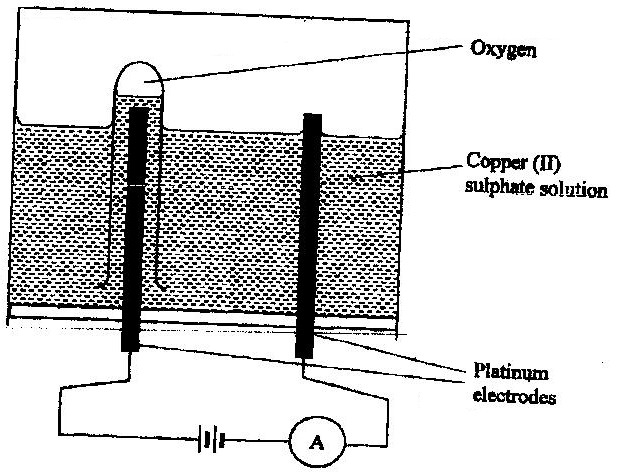 Oxygen
Copper (II)
sulphate solution
Platinum
electrodes
A